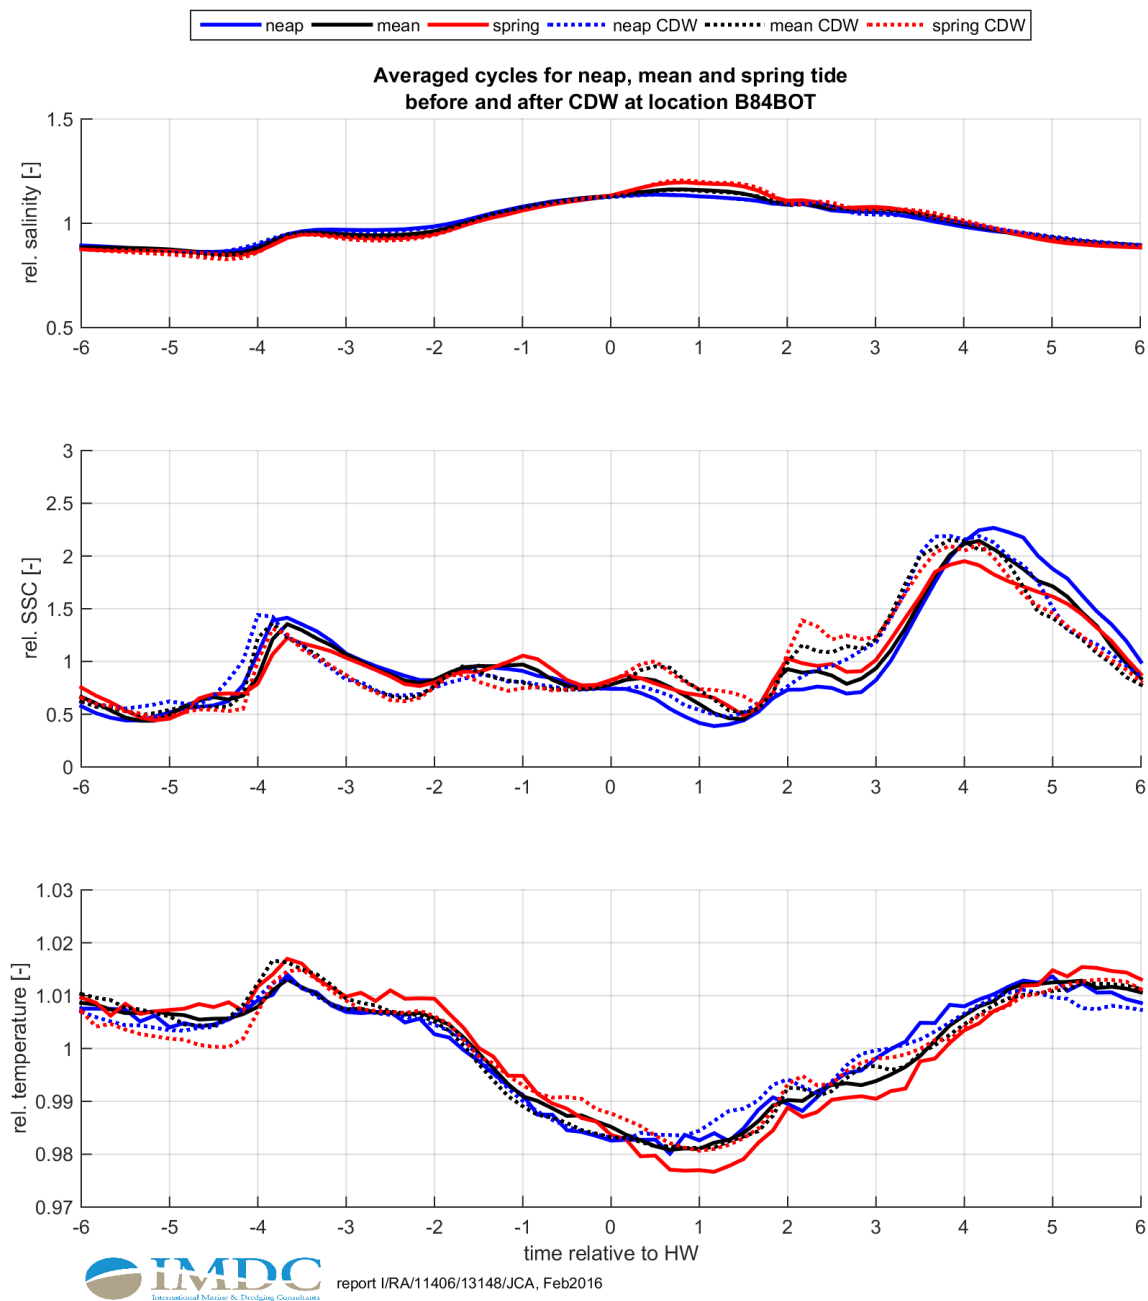 neap mean spring neap CDW mean CDW spring CDW
Averaged cycles for neap, mean and spring tide
before and after CDW at location B84BOT
rel. salinity [-]
1.5
1
0.5
-6 -5 -4 -3 -2 -1 0 1 2 3 4 5 6
rel. SSC [-]
3
2.5
2
1.5
1
0.5
0
-6 -5 -4 -3 -2 -1 0 1 2 3 4 5 6
rel. temperature [-]
1.03
1.02
1.01
1
0.99
0.98
0.97
-6 -5 -4 -3 -2 -1 0 1 2 3 4 5 6
time relative to HW
IMDC
International Marine & Dredging Consultants
report I/RA/11406/13148/JCA, Feb2016